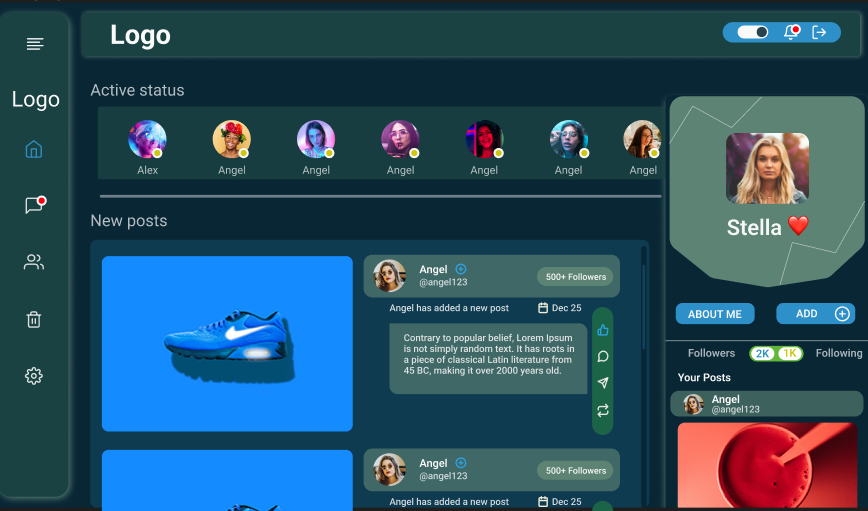 Logo
Logo
Active status
Alex
Angel
Angel
Angel
Angel
Angel
Angel
Stella ❤️
New posts
Angel
@angel123
500+ Followers
Angel has added a new post
Dec 25
Contrary to popular belief, Lorem Ipsum
is not simply random text. It has roots in
a piece of classical Latin literature from
45 BC, making it over 2000 years old.
Angel
@angel123
500+ Followers
Angel has added a new post
Dec 25
ABOUT ME
ADD
Followers 2K 1K Following
Your Posts
Angel
@angel123